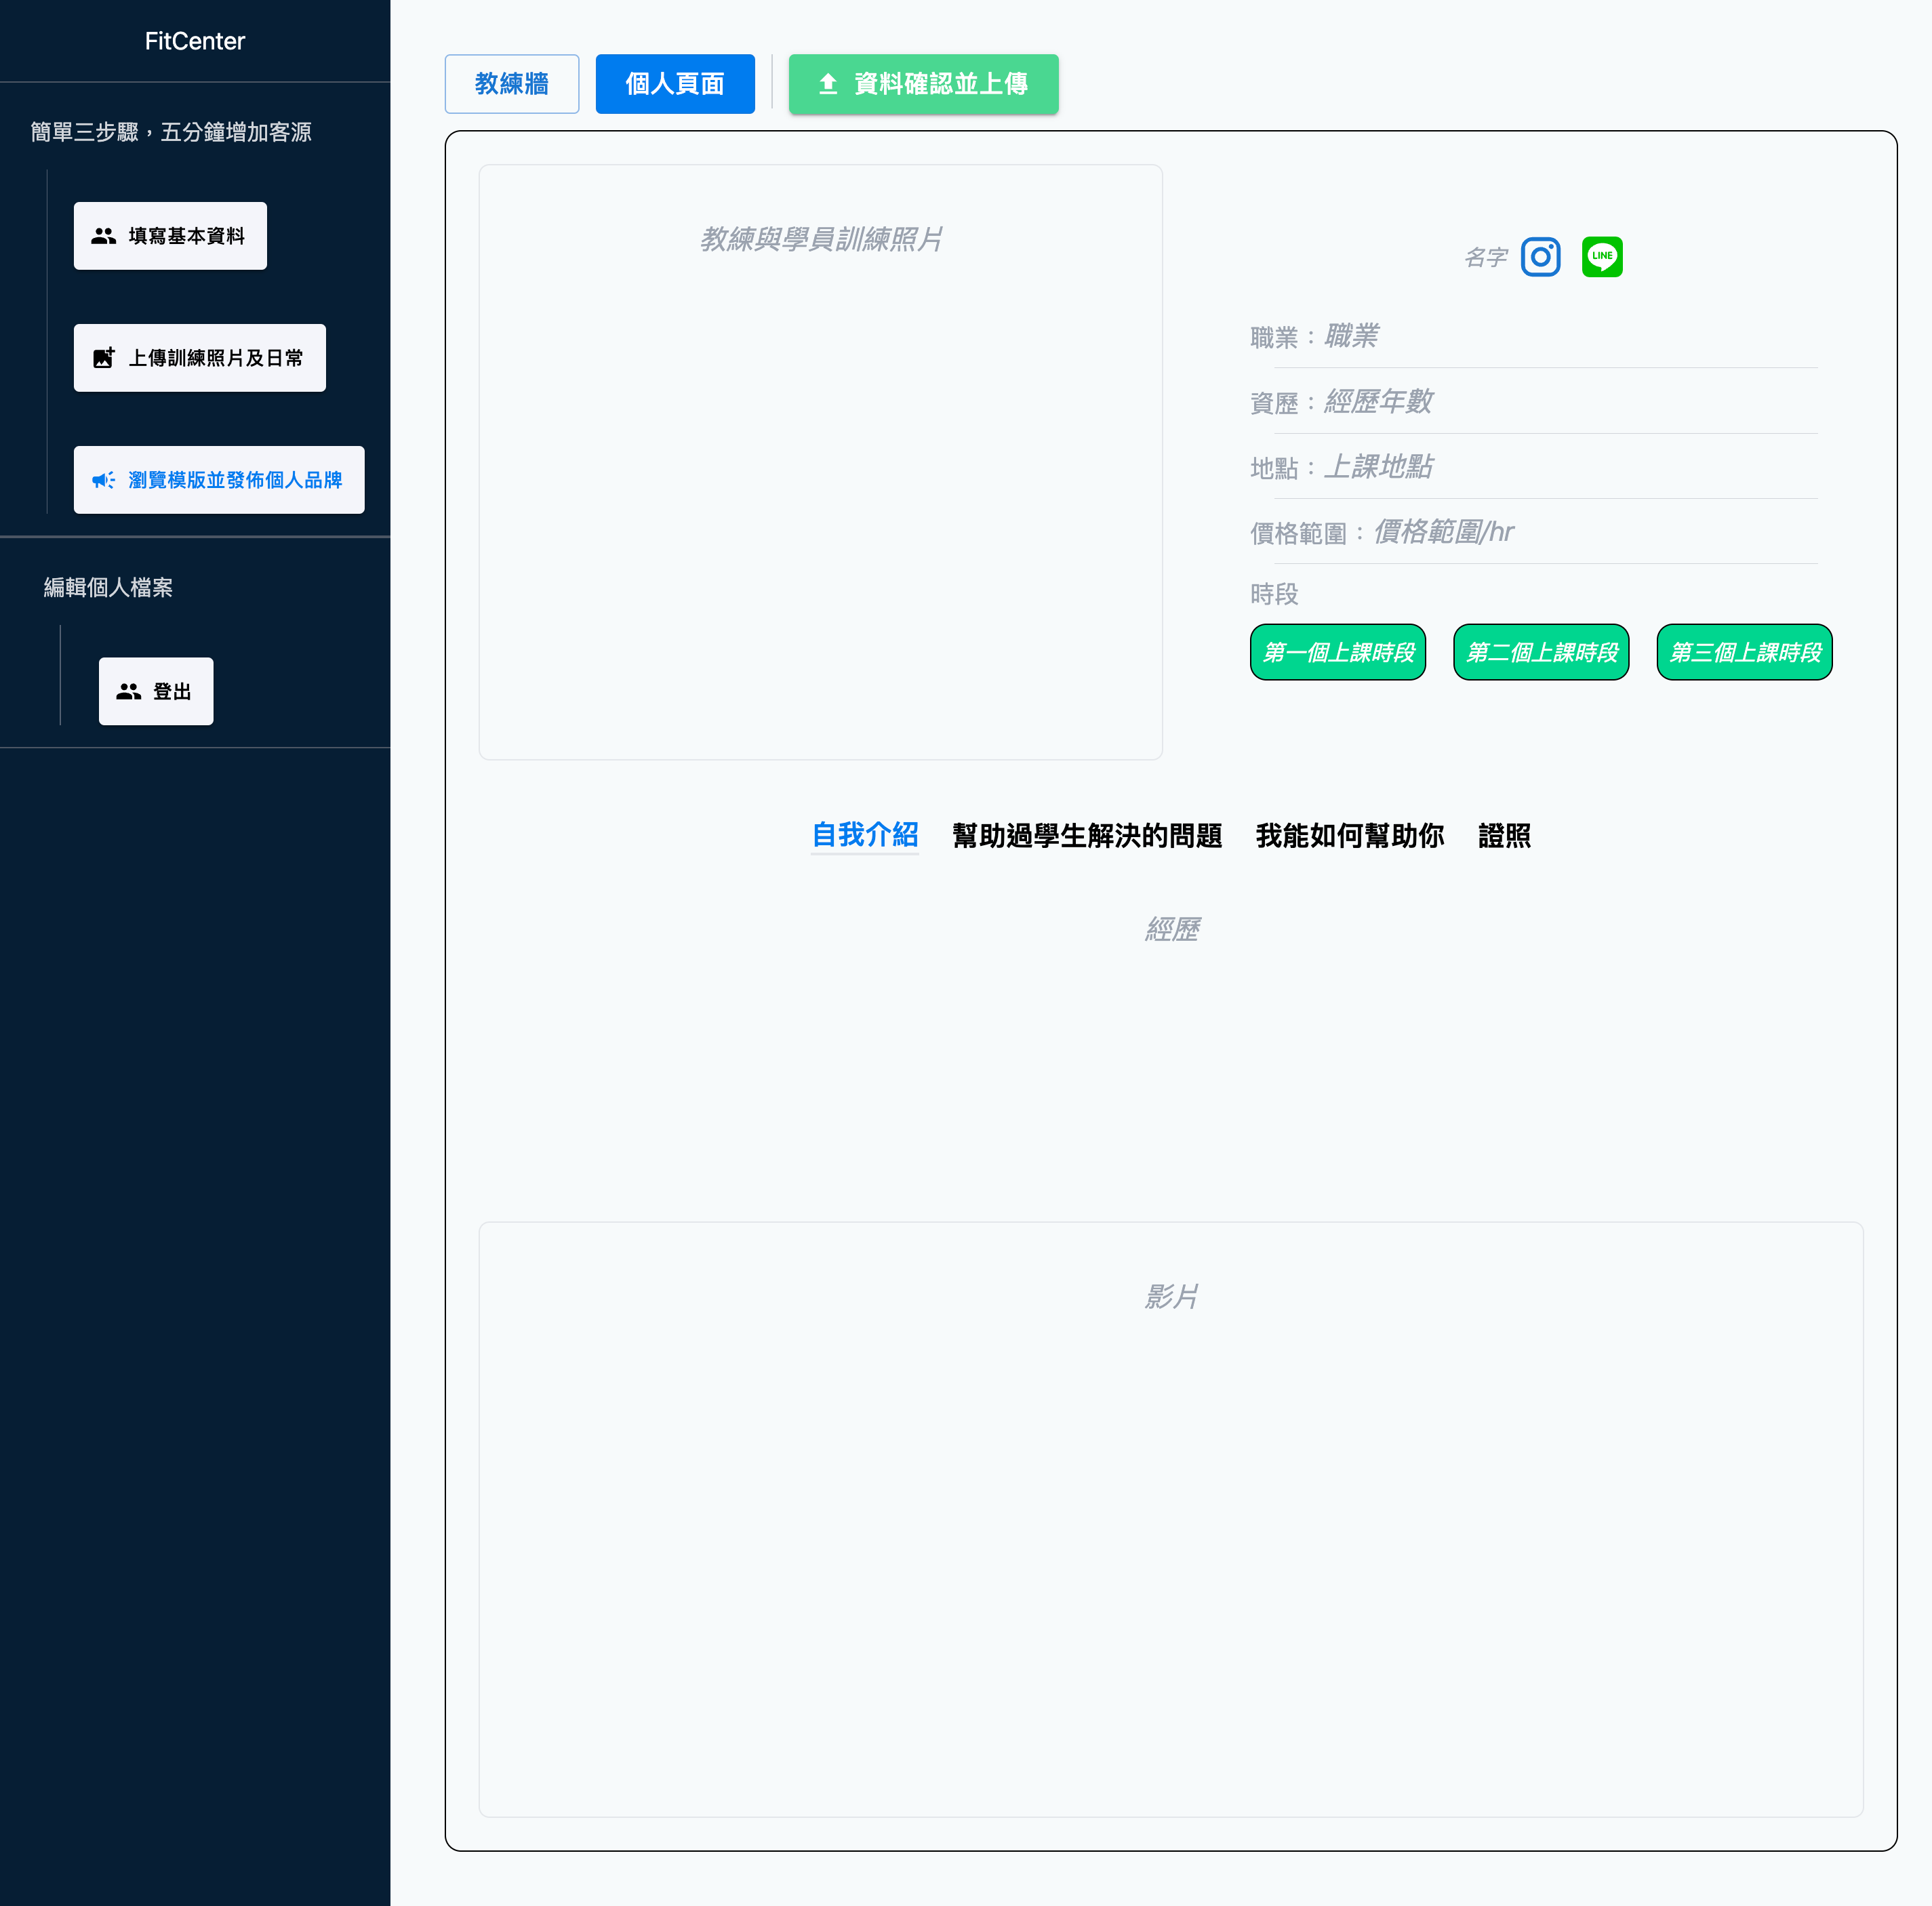 FitCenter
簡單三步驟，五分鐘增加客源
填寫基本資料
上傳訓練照片及日常
瀏覽模版並發佈個人品牌
編輯個人檔案
登出
教練牆
個人頁面
資料確認並上傳
教練與學員訓練照片
名字
LINE
職業：職業
資歷：經歷年數
地點：上課地點
價格範圍：價格範圍/hr
時段
第一個上課時段
第二個上課時段
第三個上課時段
自我介紹
幫助過學生解決的問題
我能如何幫助你
證照
經歷
影片